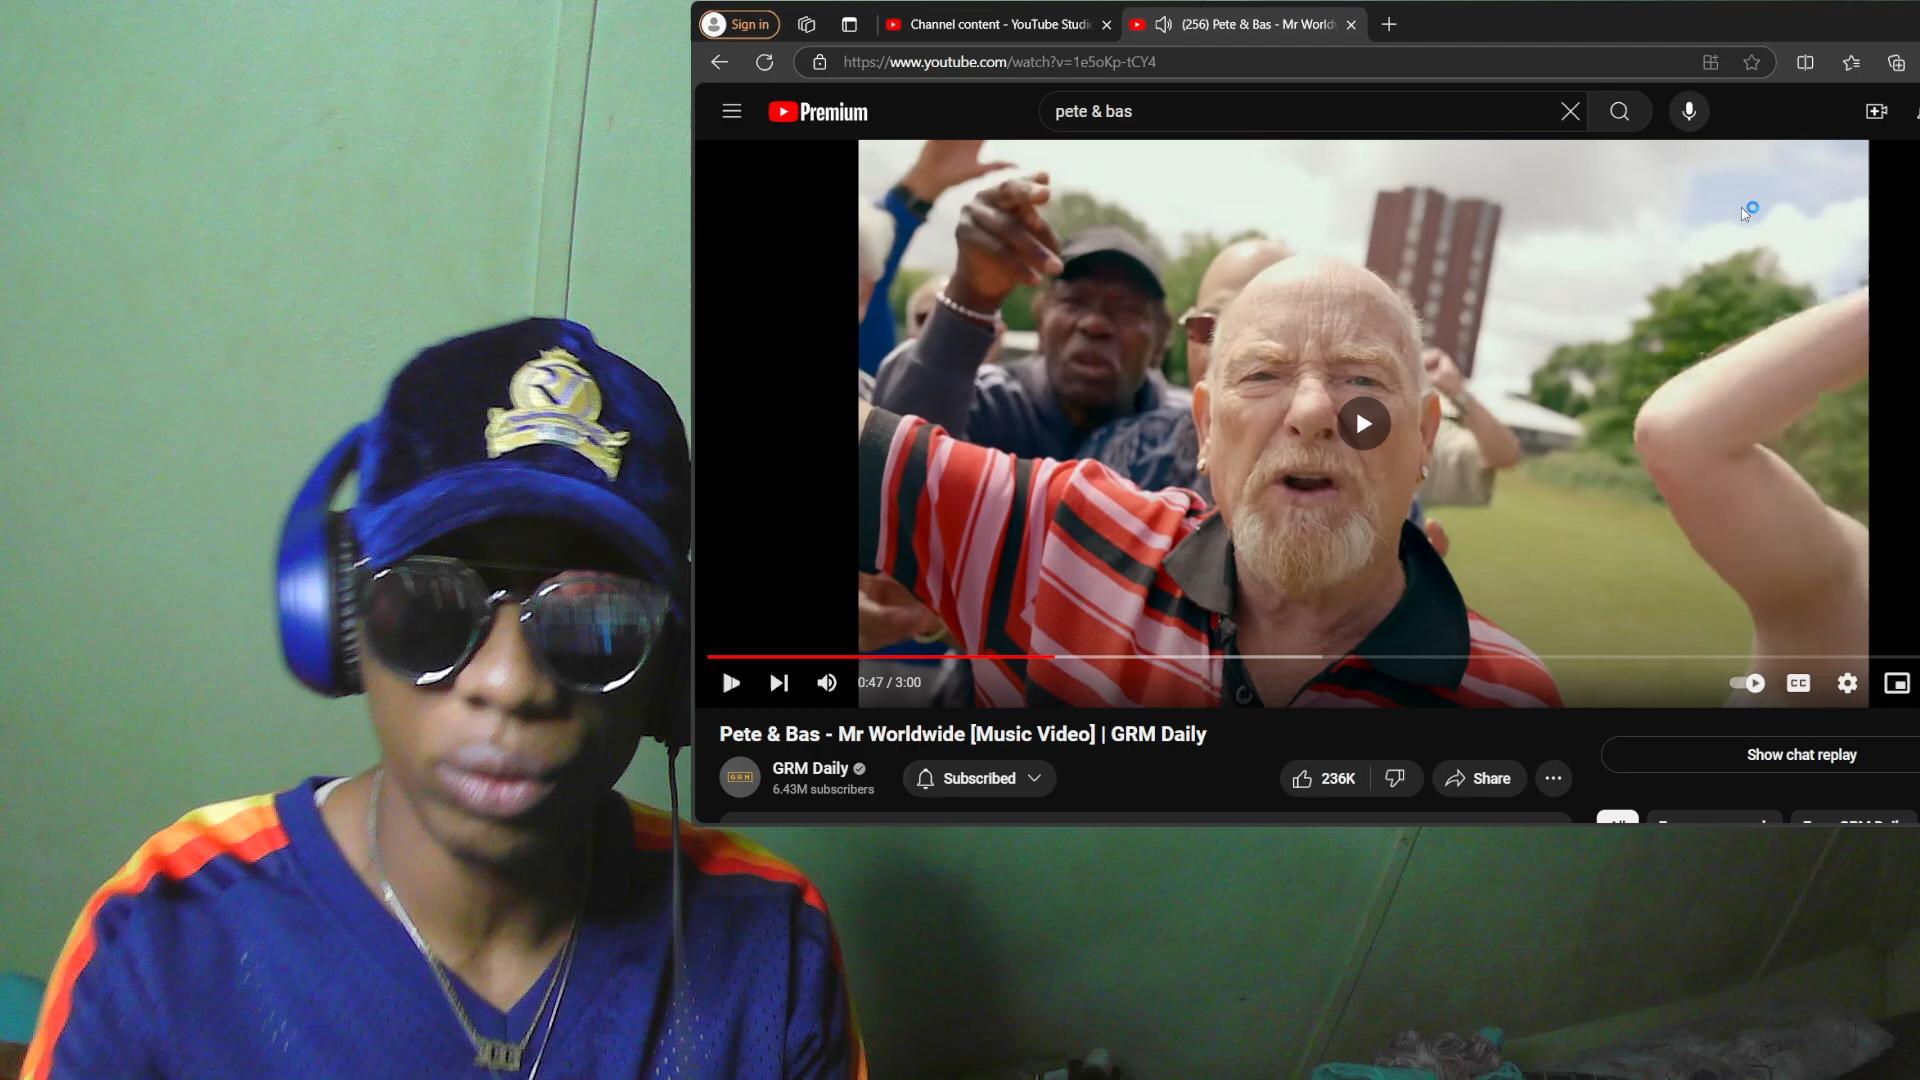 Sign in
Channel content - YouTube Studi
(256) Pete & Bas - Mr World
https://www.youtube.com/watch?v=1e5oKp-tCY4
Premium
pete & bas
0:47 / 3:00
CC
Pete & Bas - Mr Worldwide [Music Video] | GRM Daily
GRM
GRM Daily
6.43M subscribers
Subscribed
236K
Share
Show chat replay